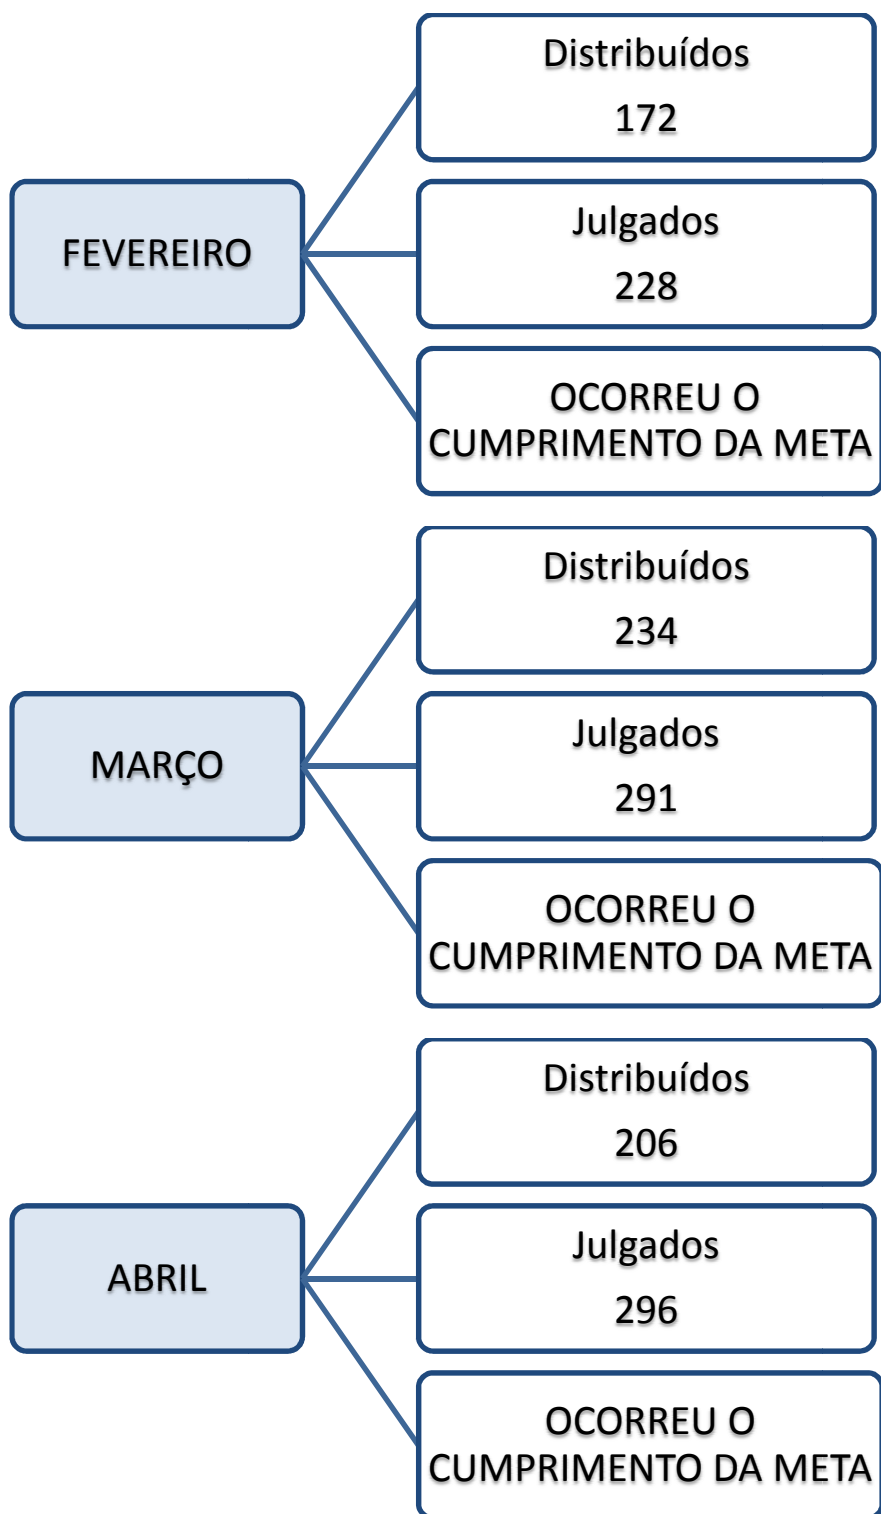 FEVEREIRO
Distribuídos
172
Julgados
228
OCORREU O
CUMPRIMENTO DA META
MARÇO
Distribuídos
234
Julgados
291
OCORREU O
CUMPRIMENTO DA META
ABRIL
Distribuídos
206
Julgados
296
OCORREU O
CUMPRIMENTO DA META